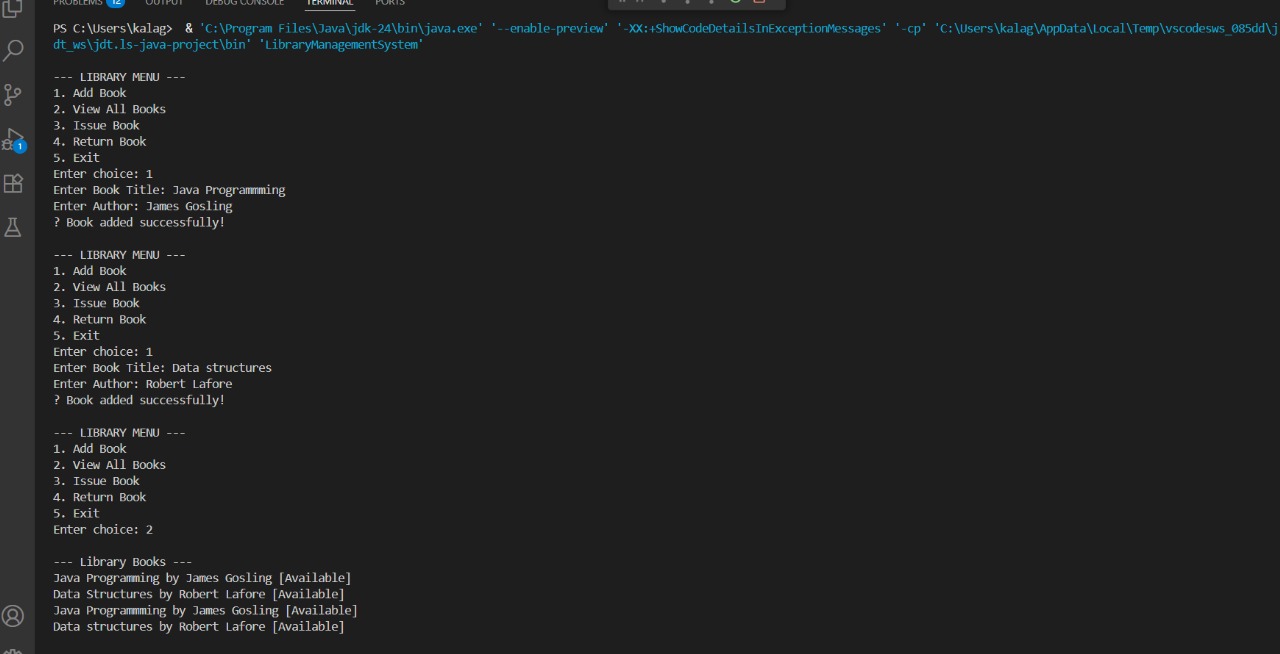 PROBLEMS 12 OUTPUT DEBUG CONSOLE TERMINAL PORTS
PS C:\Users\kalag>  & 'C:\Program Files\Java\jdk-24\bin\java.exe' '--enable-preview' '-XX:+ShowCodeDetailsInExceptionMessages' '-cp' 'C:\Users\kalag\AppData\Local\Temp\vscodesws_085dd\j
dt_ws\jdt.ls-java-project\bin' 'LibraryManagementSystem'
--- LIBRARY MENU ---
1. Add Book
2. View All Books
3. Issue Book
4. Return Book
5. Exit
Enter choice: 1
Enter Book Title: Java Programmming
Enter Author: James Gosling
? Book added successfully!
--- LIBRARY MENU ---
1. Add Book
2. View All Books
3. Issue Book
4. Return Book
5. Exit
Enter choice: 1
Enter Book Title: Data structures
Enter Author: Robert Lafore
? Book added successfully!
--- LIBRARY MENU ---
1. Add Book
2. View All Books
3. Issue Book
4. Return Book
5. Exit
Enter choice: 2
--- Library Books ---
Java Programming by James Gosling [Available]
Data Structures by Robert Lafore [Available]
Java Programmming by James Gosling [Available]
Data structures by Robert Lafore [Available]
1